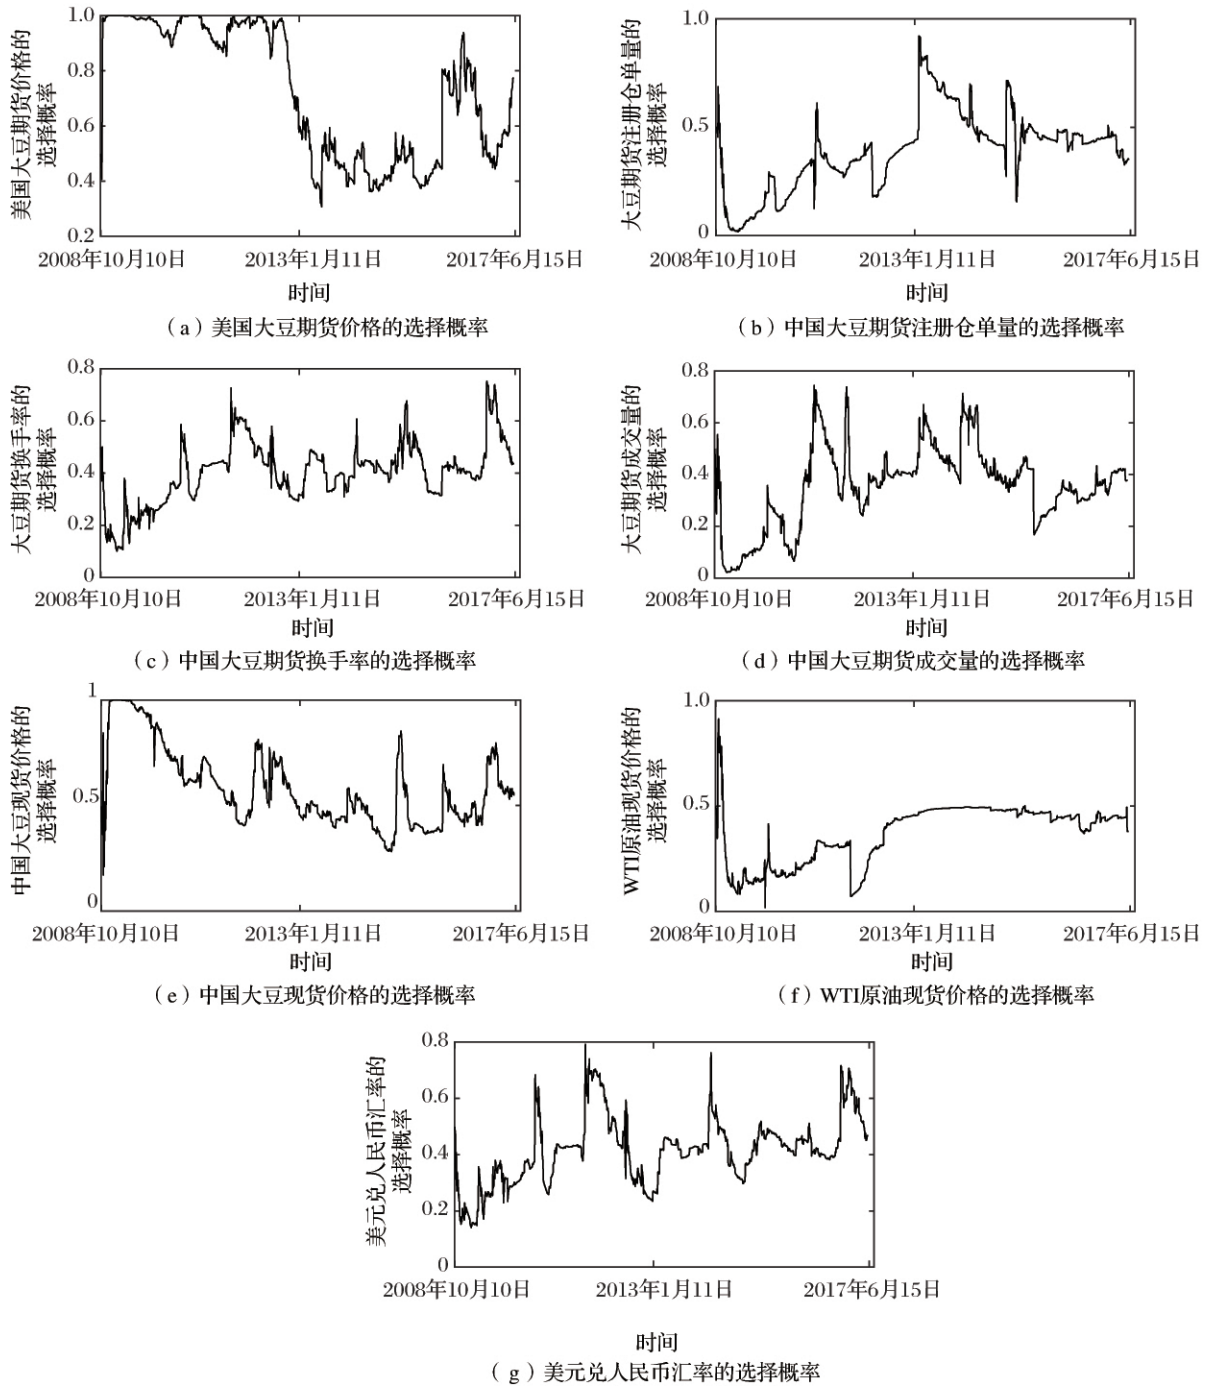 美国大豆期货价格的
选择概率
1.0
0.8
0.6
0.4
0.2
2008年10月10日 2013年1月11日 2017年6月15日
时间
（a）美国大豆期货价格的选择概率
大豆期货注册仓单量的
选择概率
1.0
0.5
0
2008年10月10日 2013年1月11日 2017年6月15日
时间
（b）中国大豆期货注册仓单量的选择概率
大豆期货换手率的
选择概率
0.8
0.6
0.4
0.2
0
2008年10月10日 2013年1月11日 2017年6月15日
时间
（c）中国大豆期货换手率的选择概率
大豆期货成交量的
选择概率
0.8
0.6
0.4
0.2
0
2008年10月10日 2013年1月11日 2017年6月15日
时间
（d）中国大豆期货成交量的选择概率
中国大豆现货价格的
选择概率
1
0.5
0
2008年10月10日 2013年1月11日 2017年6月15日
时间
（e）中国大豆现货价格的选择概率
WTI原油现货价格的
选择概率
1.0
0.5
0
2008年10月10日 2013年1月11日 2017年6月15日
时间
（f）WTI原油现货价格的选择概率
美元兑人民币汇率的
选择概率
0.8
0.6
0.4
0.2
0
2008年10月10日 2013年1月11日 2017年6月15日
时间
（g）美元兑人民币汇率的选择概率